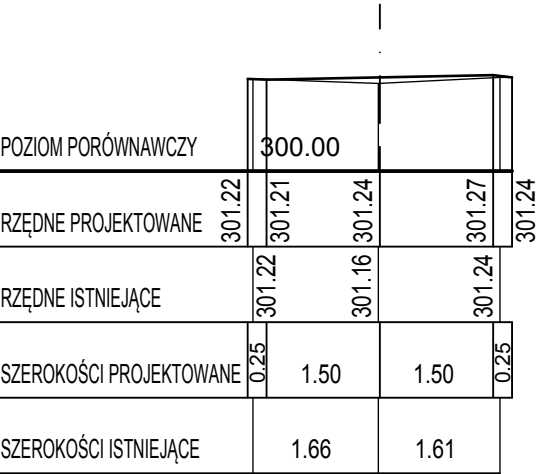 POZIOM PORÓWNAWCZY 300.00
RZĘDNE PROJEKTOWANE 301.22 301.21 301.24 301.27 301.24
RZĘDNE ISTNIEJĄCE 301.22 301.16 301.24
SZEROKOŚCI PROJEKTOWANE 0.25 1.50 1.50 0.25
SZEROKOŚCI ISTNIEJĄCE 1.66 1.61